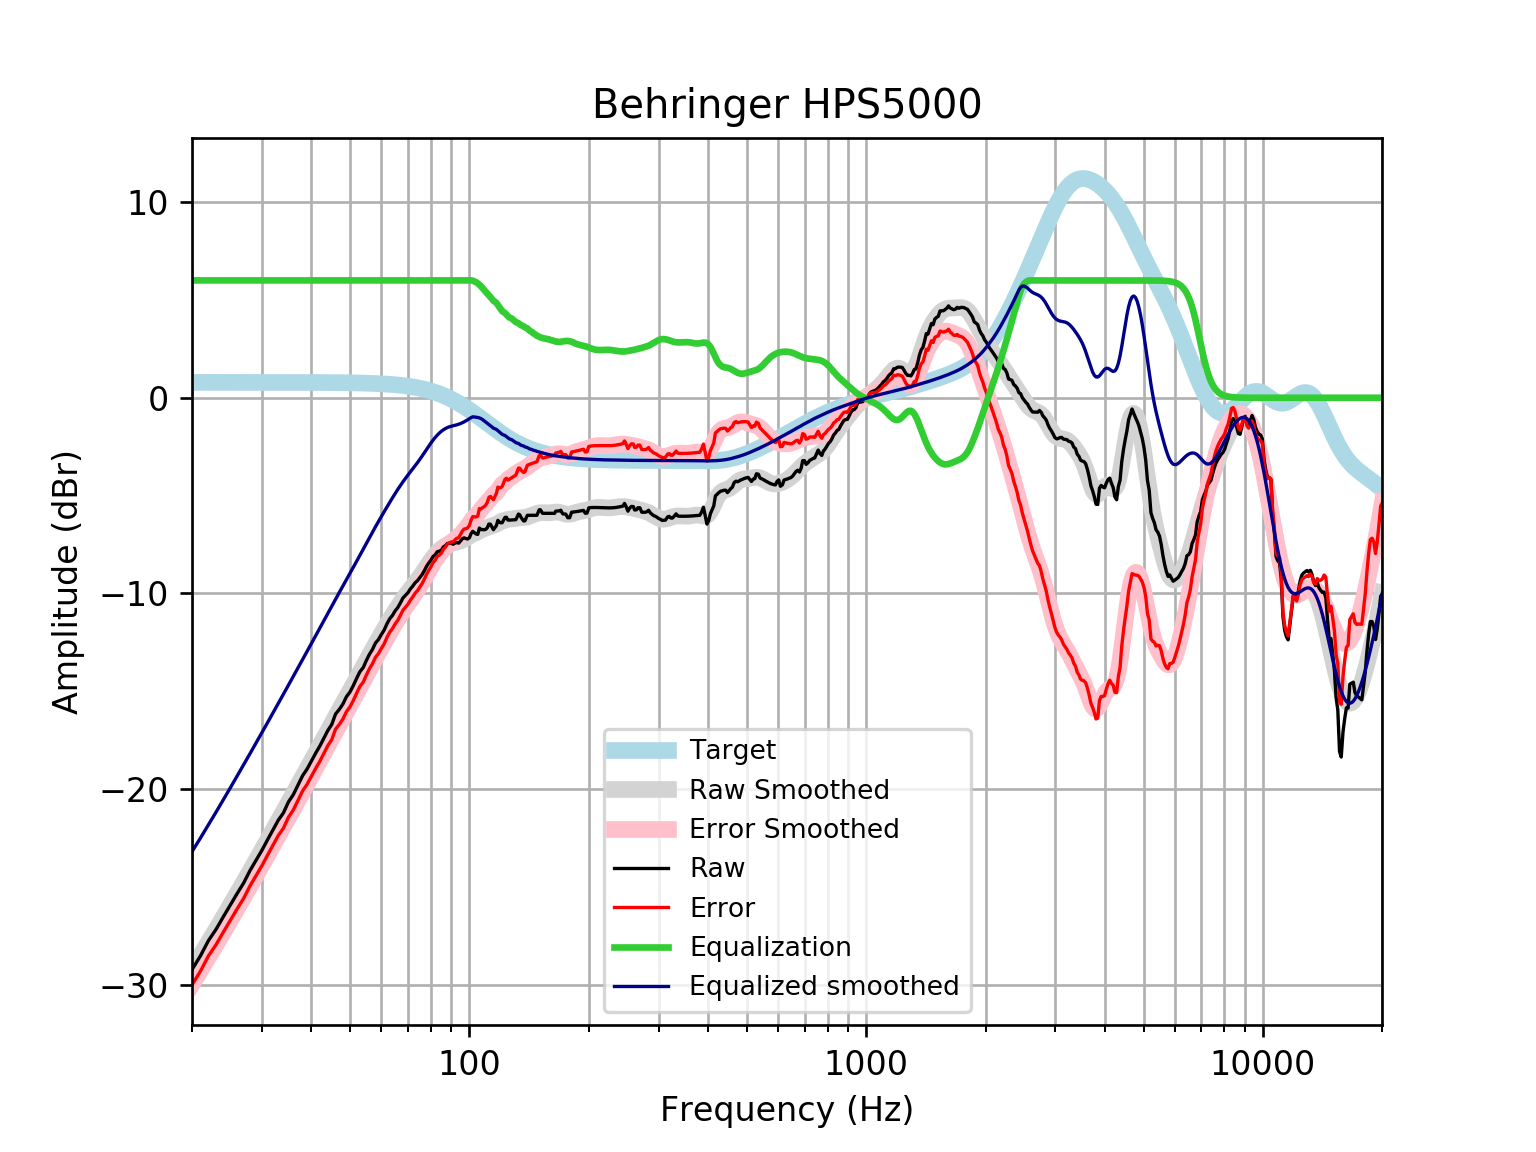 Behringer HPS5000
10
0
−10
−20
−30
Amplitude (dBr)
Target
Raw Smoothed
Error Smoothed
Raw
Error
Equalization
Equalized smoothed
100
1000
10000
Frequency (Hz)